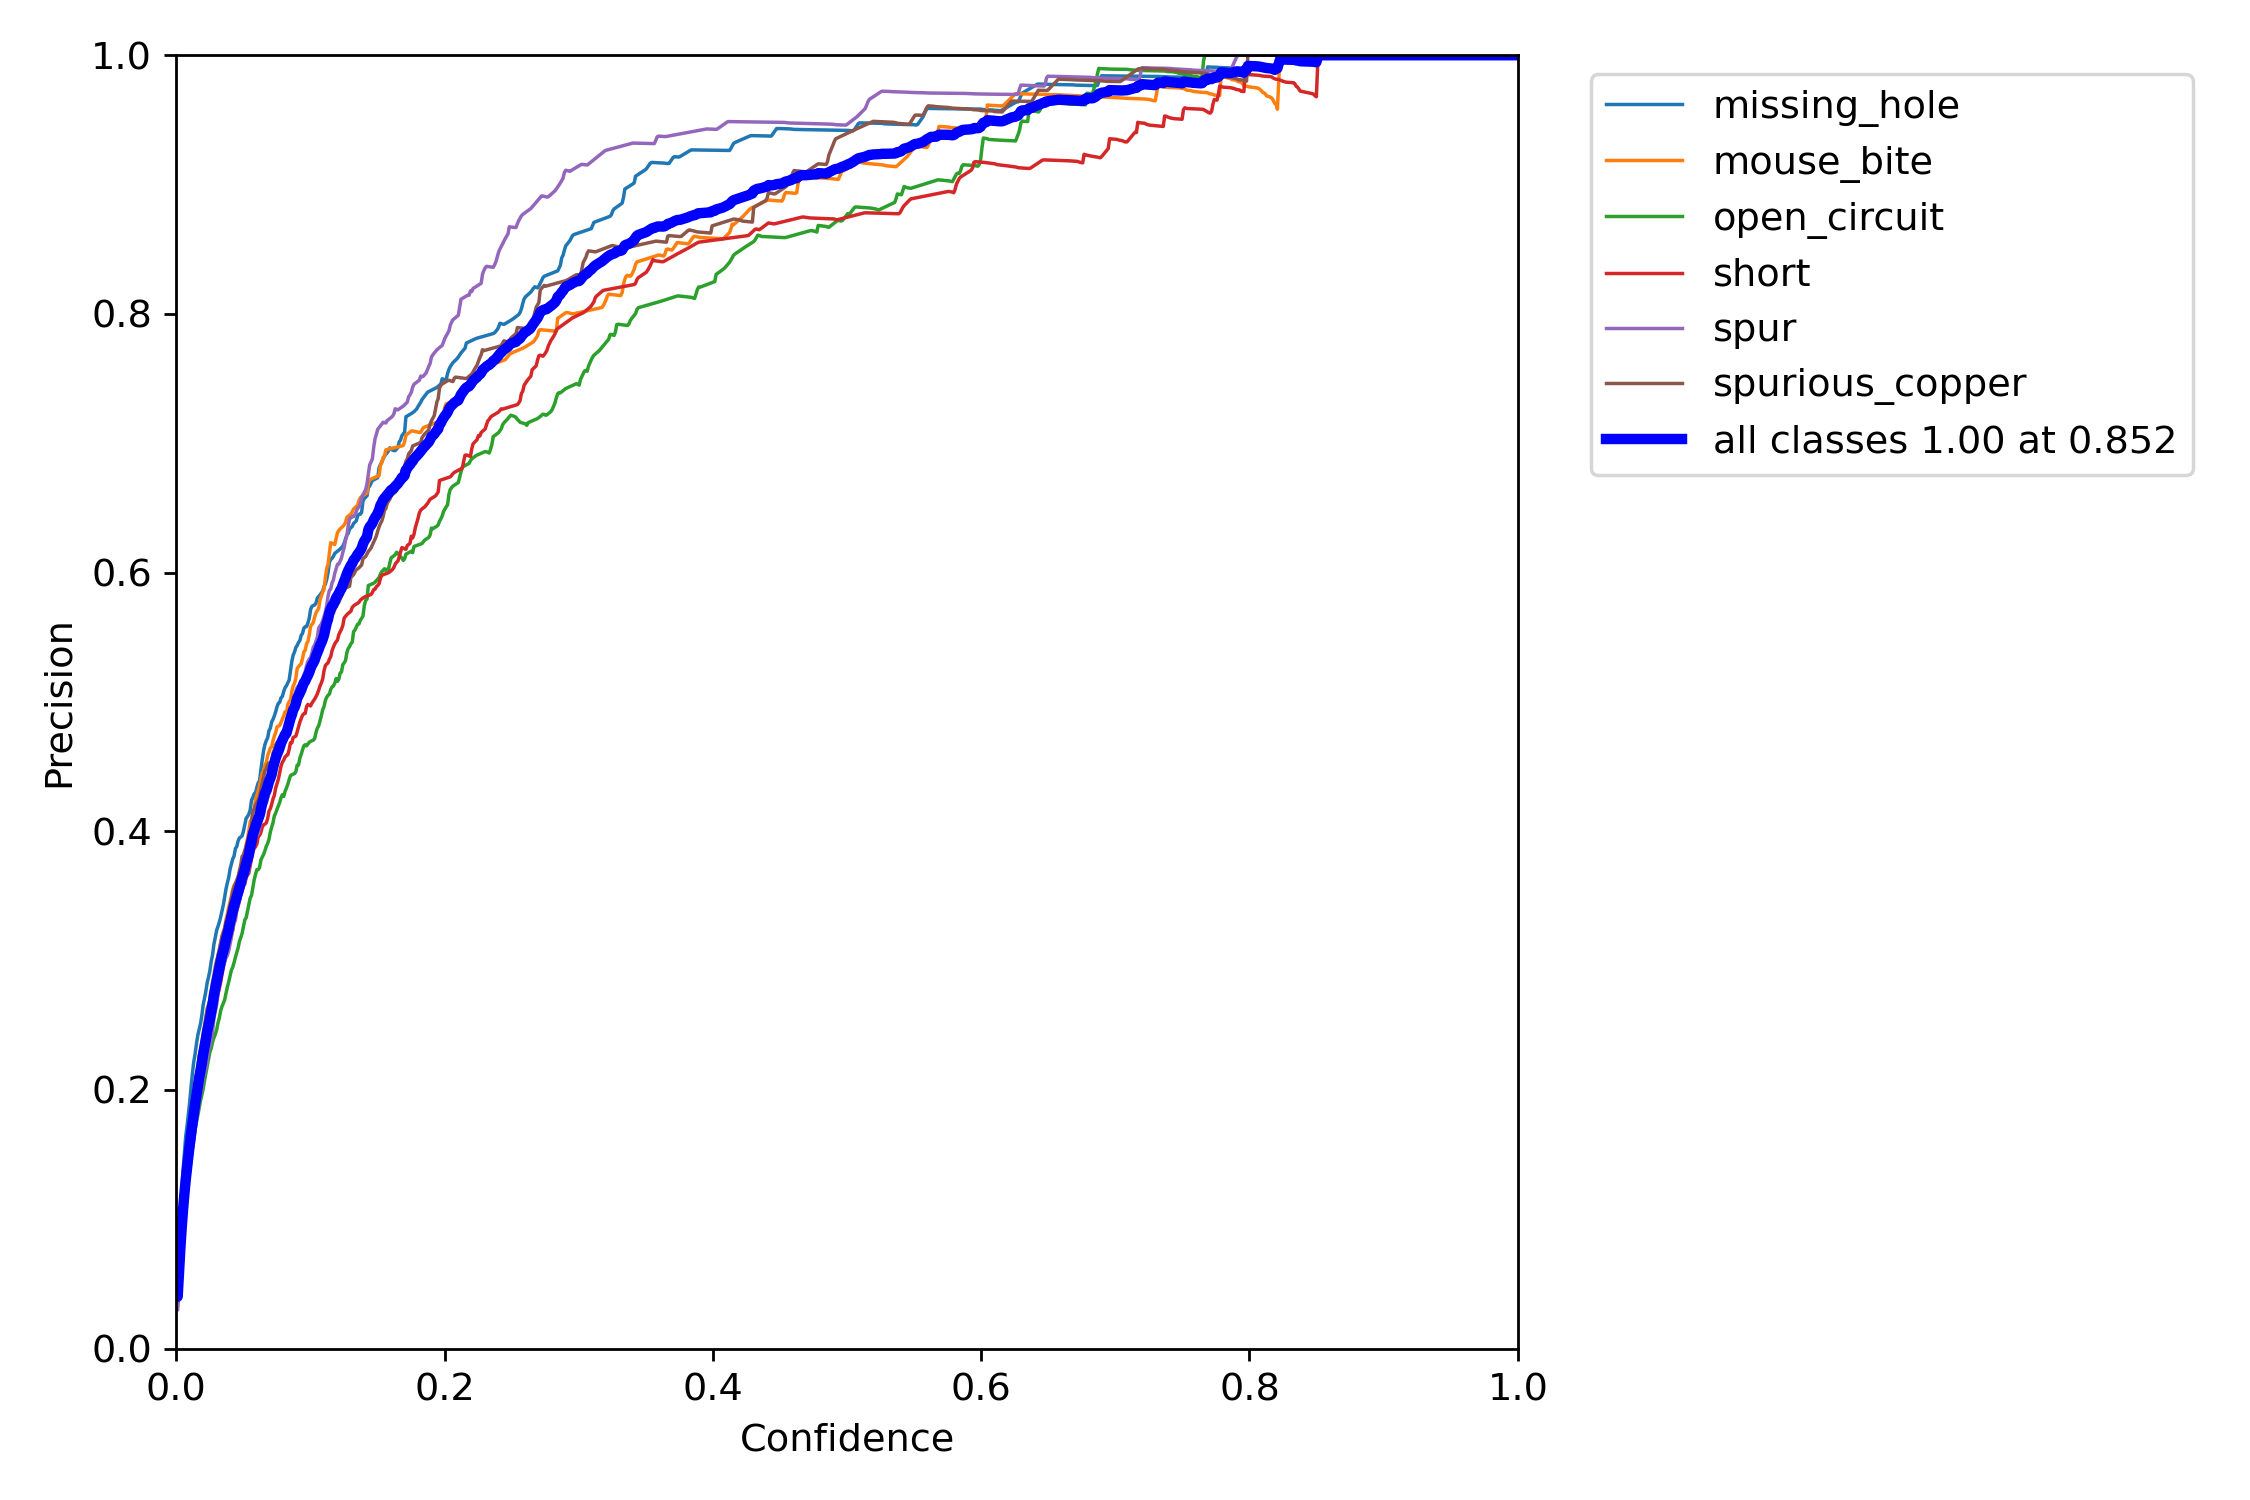 1.0
0.8
0.6
0.4
0.2
0.0
Precision
0.0 0.2 0.4 0.6 0.8 1.0
Confidence
missing_hole
mouse_bite
open_circuit
short
spur
spurious_copper
all classes 1.00 at 0.852